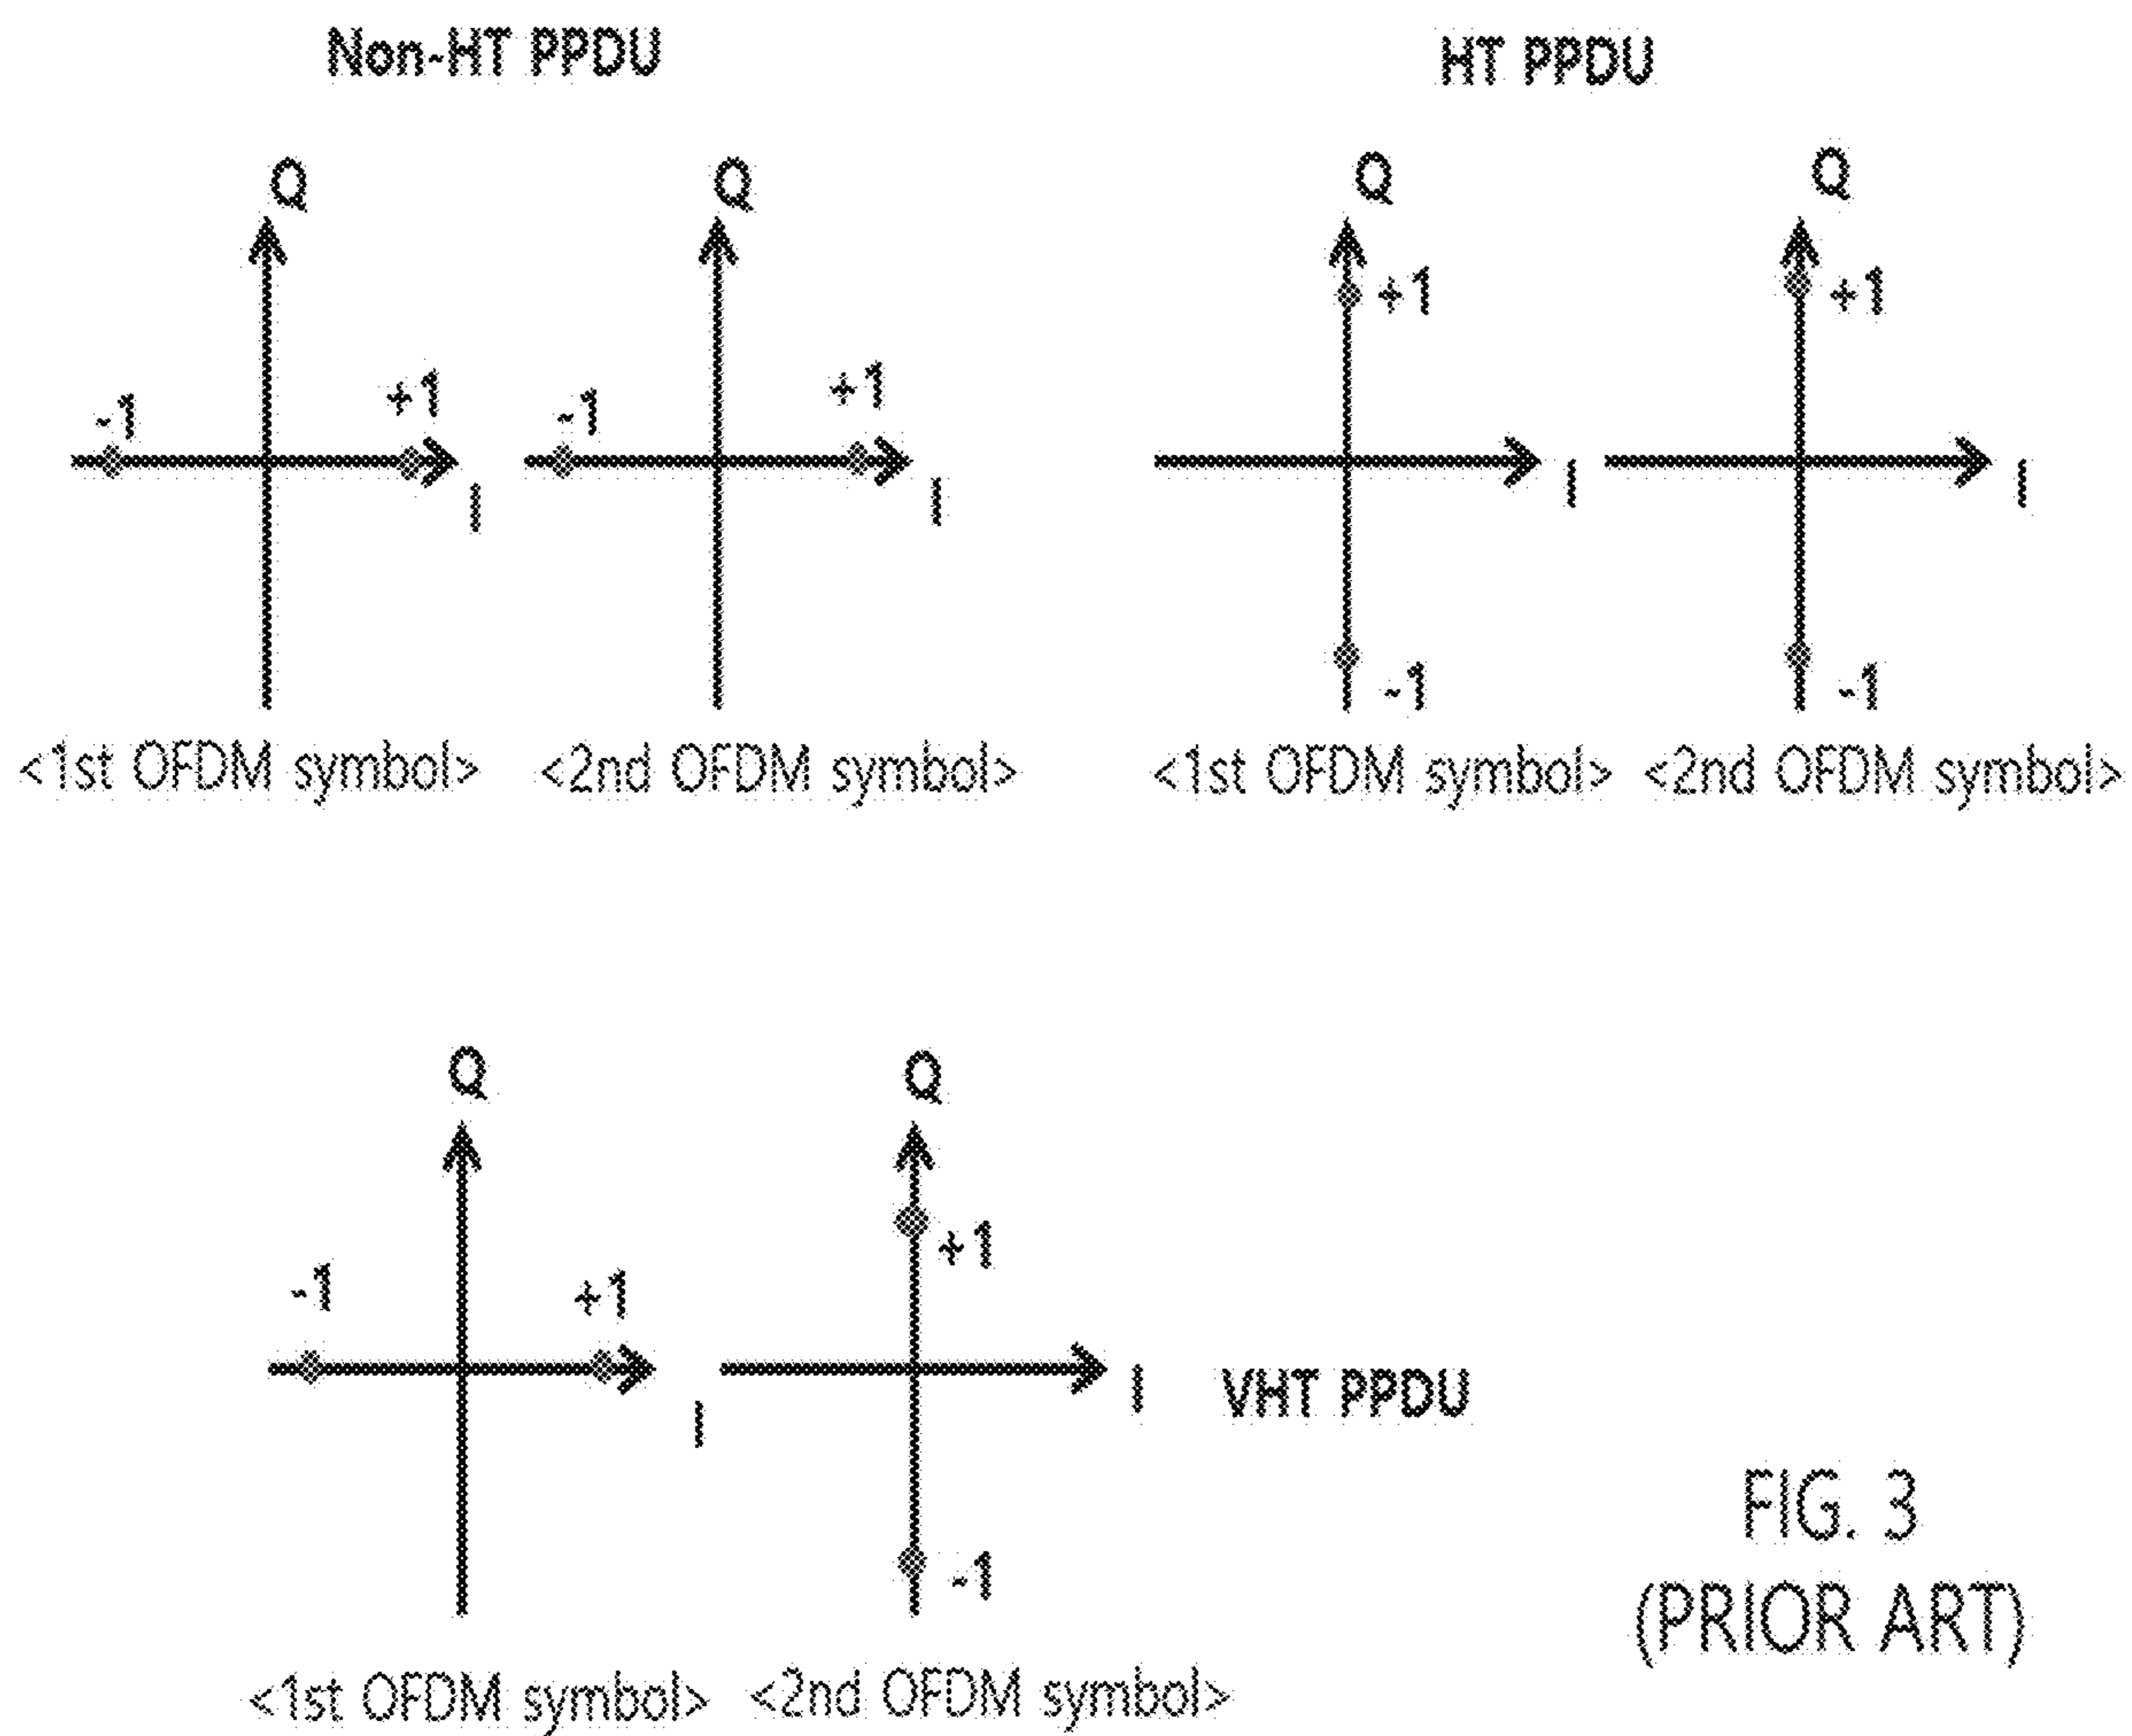 Non-HT PPDU
HT PPDU
Q
Q
Q
Q
+1
+1
-1
+1
-1
+1
I
I
I
I
-1
-1
<1st OFDM symbol>
<2nd OFDM symbol>
<1st OFDM symbol>
<2nd OFDM symbol>
Q
Q
-1
+1
+1
I
I
VHT PPDU
-1
<1st OFDM symbol>
<2nd OFDM symbol>
FIG. 3
(PRIOR ART)